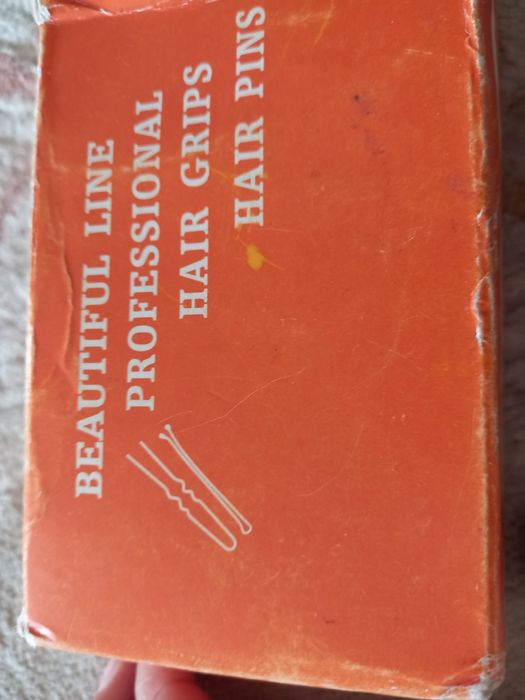 BEAUTIFUL LINE
PROFESSIONAL
HAIR GRIPS
HAIR PINS